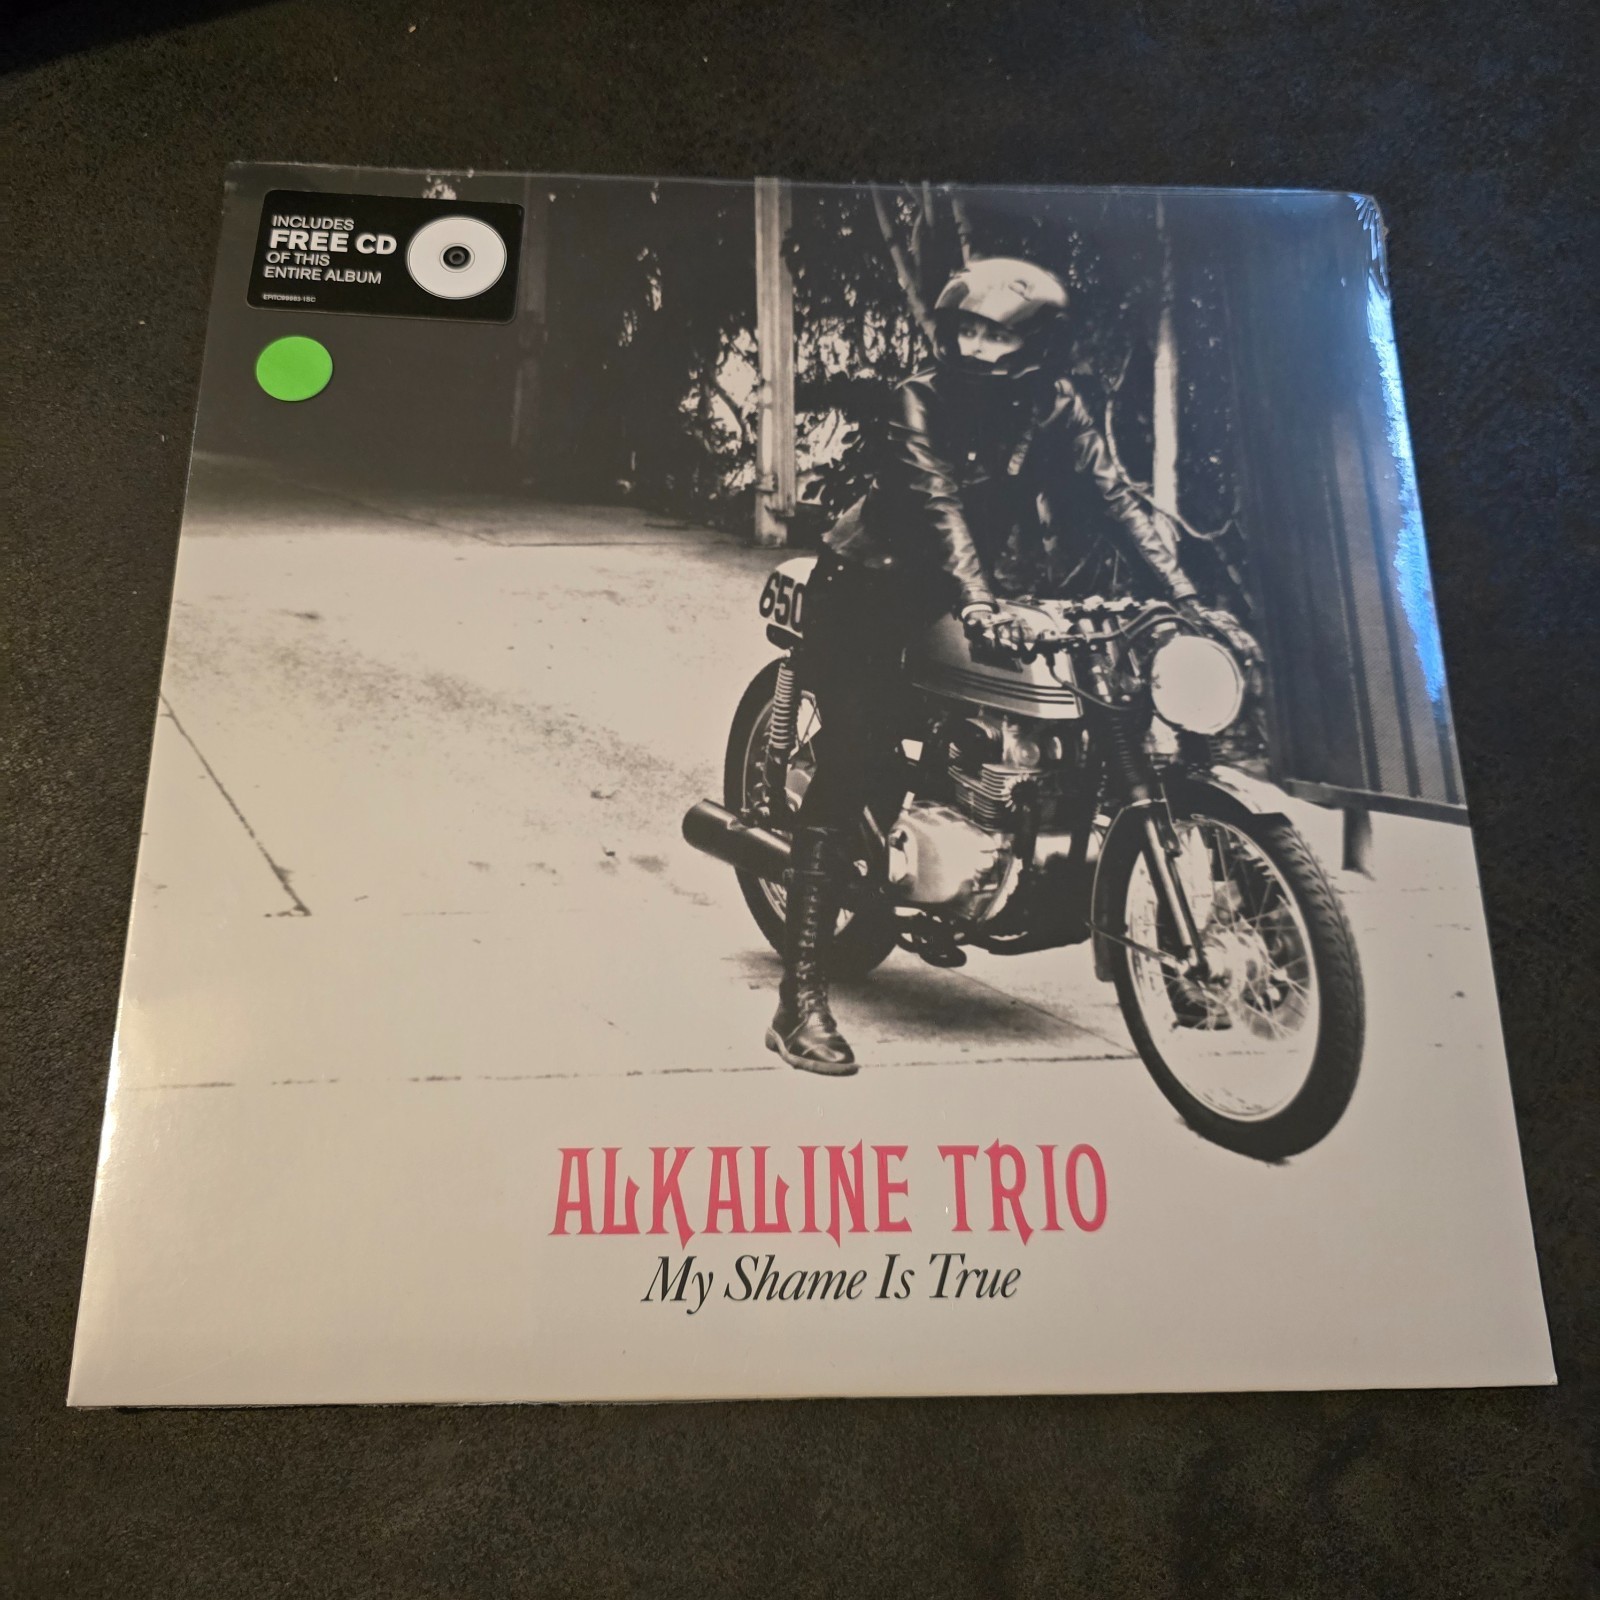 INCLUDES
FREE CD
OF THIS
ENTIRE ALBUM
650
ALKALINE TRIO
My Shame Is True